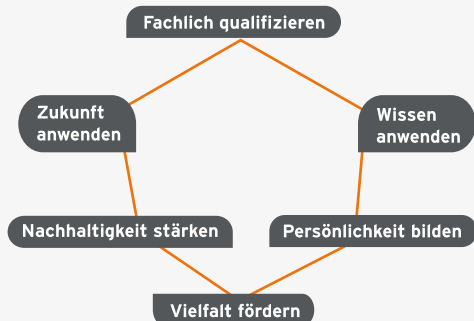 Fachlich qualifizieren
Zukunft
anwenden
Wissen
anwenden
Nachhaltigkeit stärken
Persönlichkeit bilden
Vielfalt fördern